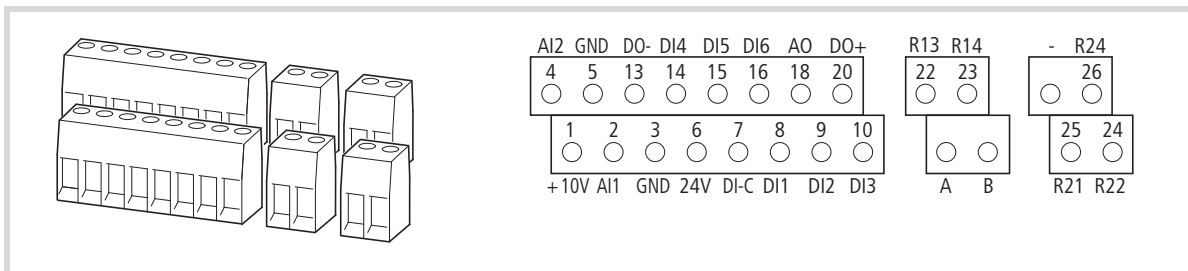 AI2 GND DO- DI4 DI5 DI6 AO DO+ R13 R14 - R24
4 5 13 14 15 16 18 20 22 23 26
1 2 3 6 7 8 9 10 25 24
+10V AI1 GND 24V DI-C DI1 DI2 DI3 A B R21 R22